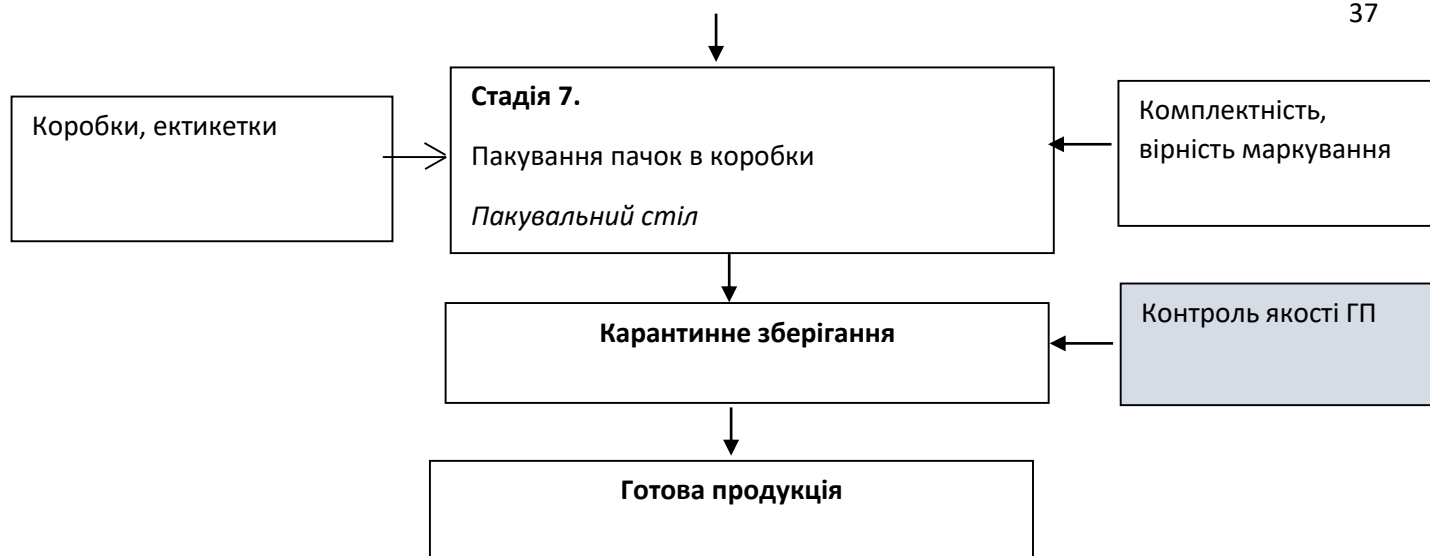 37
Стадія 7.
Коробки, ектикетки
Пакування пачок в коробки
Пакувальний стіл
Комплектність,
вірність маркування
Карантинне зберігання
Контроль якості ГП
Готова продукція